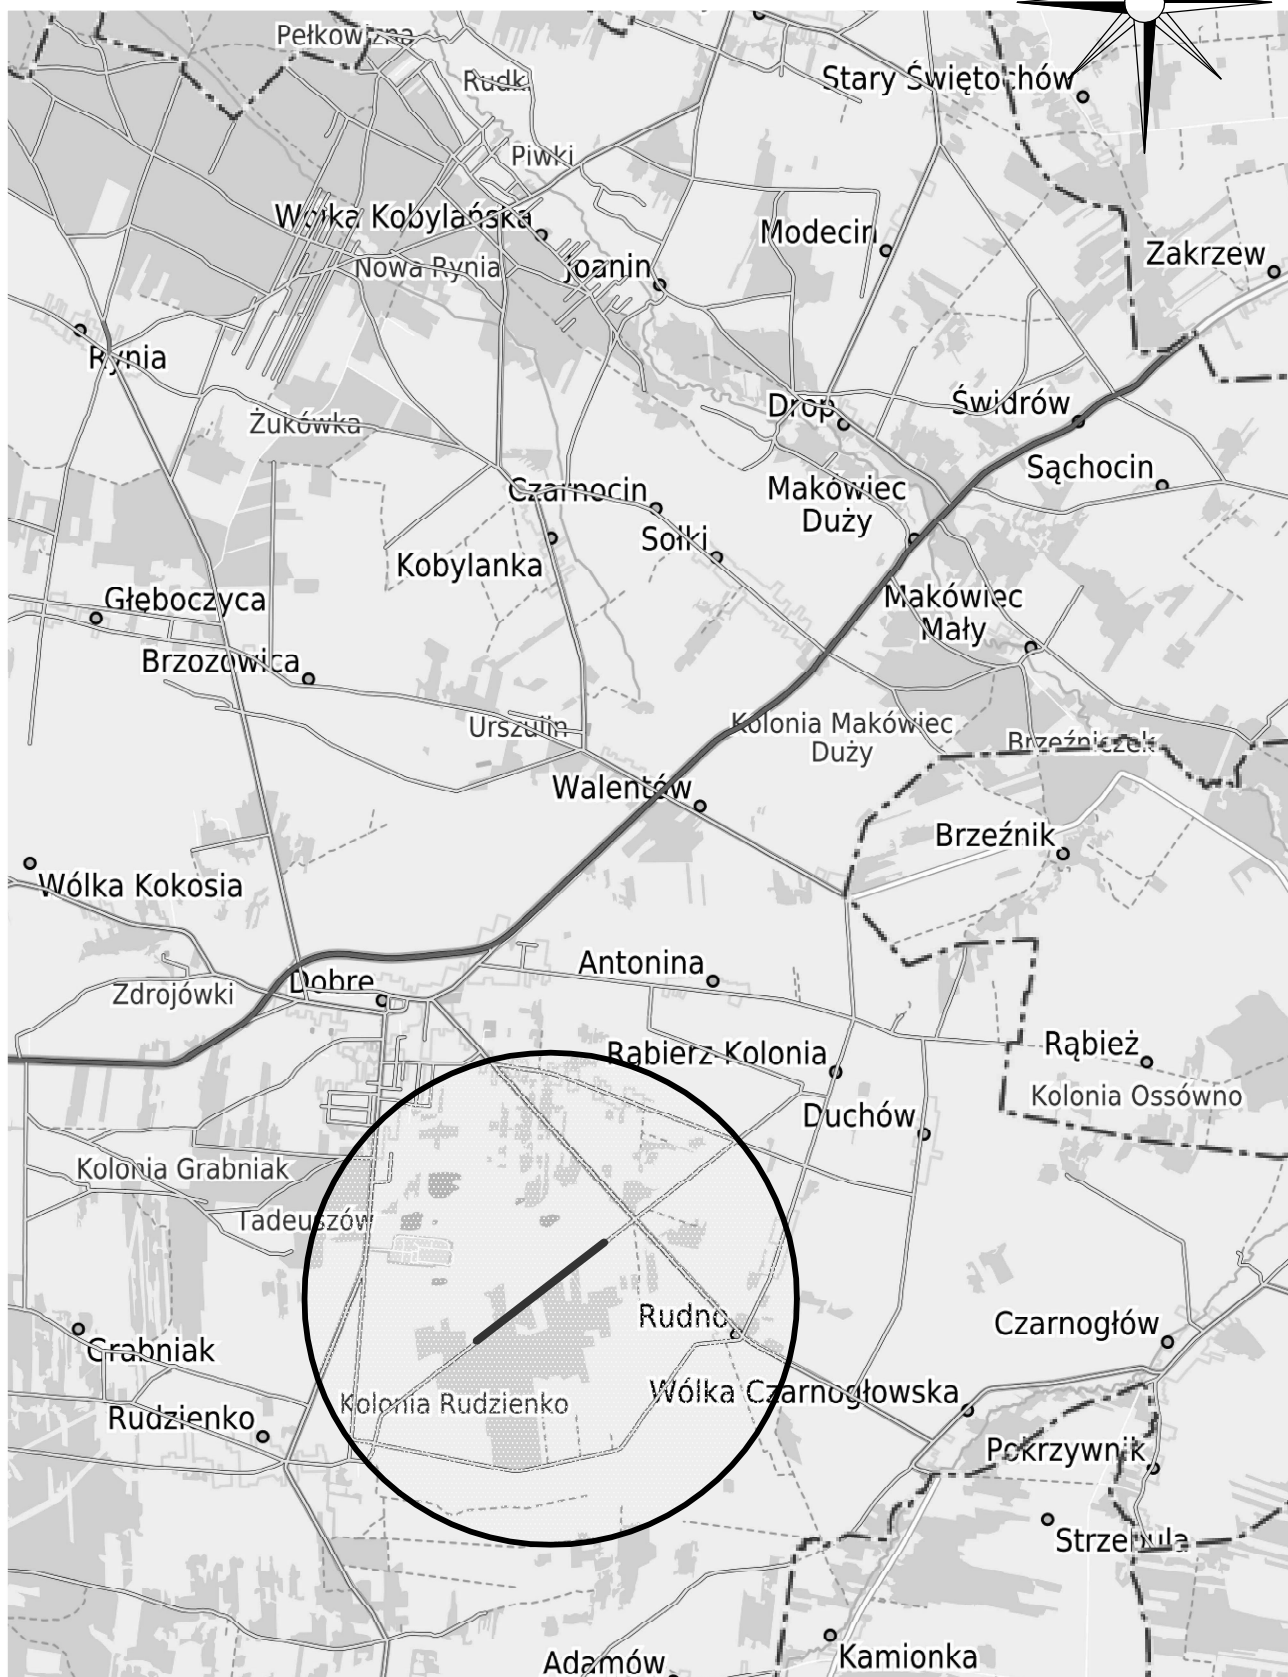 Pełkowizna
Rudki
Stary Świętochów
Piwki
Wólka Kobylańska
Modecin
Zakrzew
Nowa Rynia
Joanin
Rynia
Żukówka
Drop
Świdrów
Sąchocin
Czarnocin
Makówiec
Duży
Sołki
Kobylanka
Głęboczyca
Makówiec
Mały
Brzozowica
Urszulin
Kolonia Makówiec
Duży
Brzeźniczek
Walentów
Brzeźnik
Wólka Kokosia
Antonina
Dobre
Zdrojówki
Rąbierz-Kolonia
Rąbież
Kolonia Ossówno
Duchów
Kolonia Grabniak
Tadeuszów
Rudno
Czarnogłów
Grabniak
Wólka Czarnogłowska
Kolonia Rudzienko
Rudzienko
Pokrzywnik
Strzebula
Adamów
Kamionka